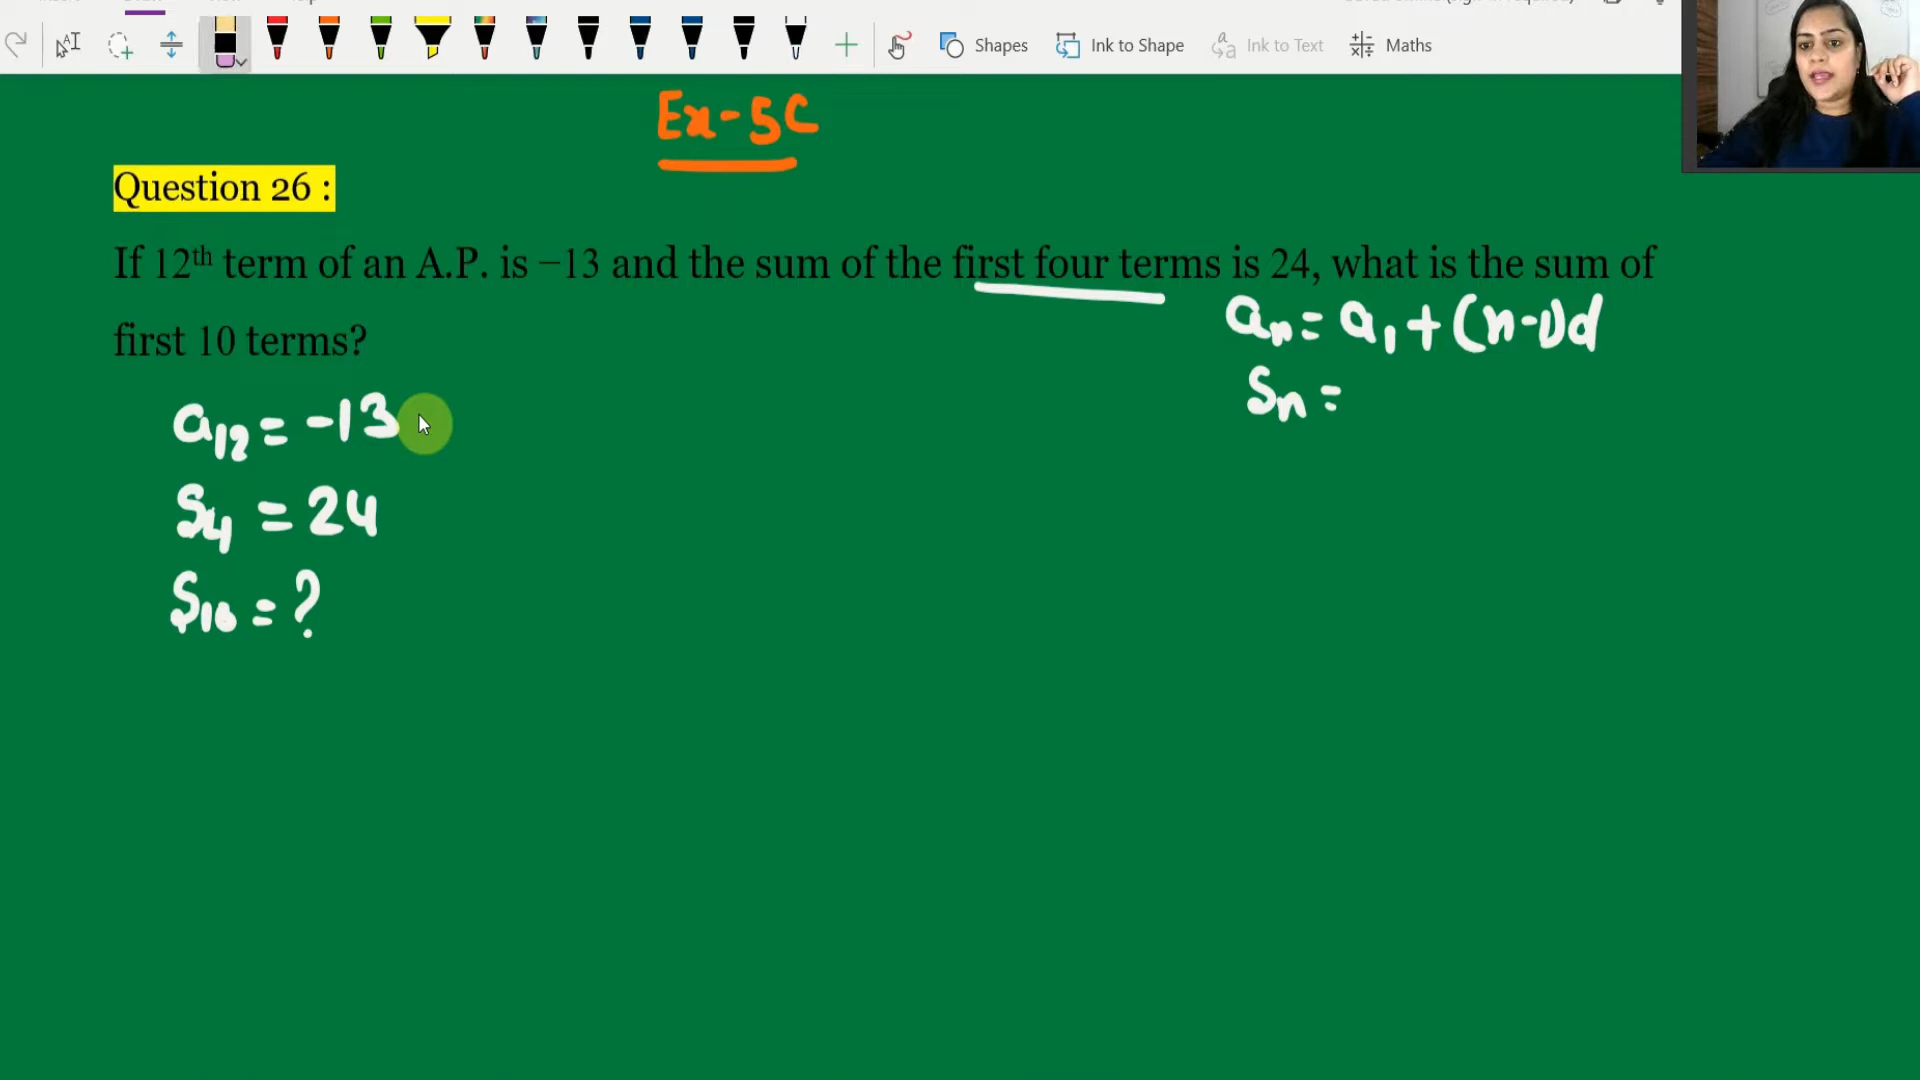 Shapes Ink to Shape Ink to Text Maths
Ex-5C
Question 26 :
If 12th term of an A.P. is −13 and the sum of the first four terms is 24, what is the sum of
first 10 terms?
an = a1 + (n-1)d
Sn =
a12 = -13
S4 = 24
S10 = ?